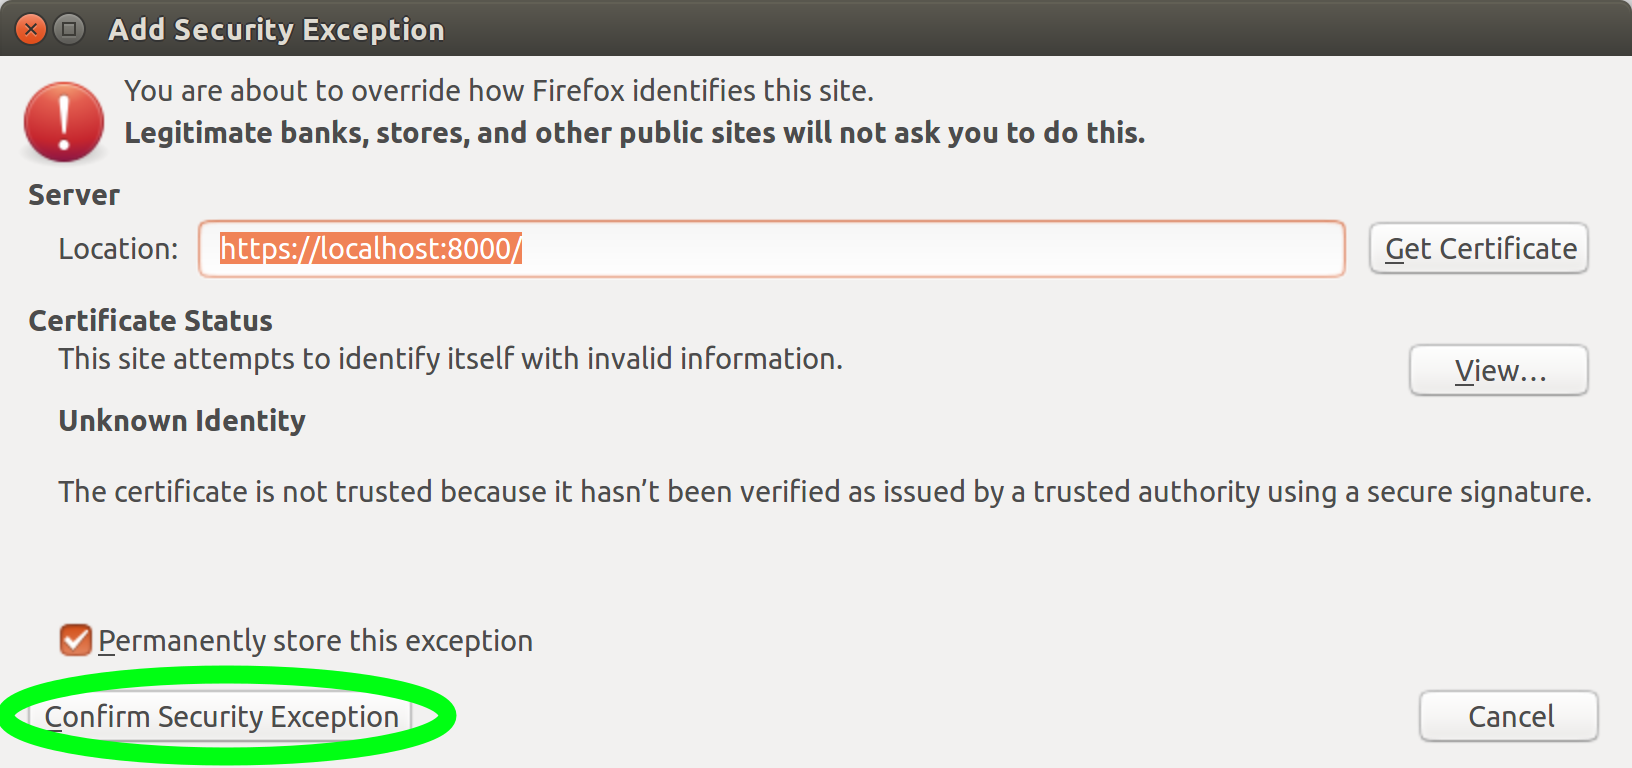 Add Security Exception
You are about to override how Firefox identifies this site.
Legitimate banks, stores, and other public sites will not ask you to do this.
Server
Location: https://localhost:8000/ Get Certificate
Certificate Status
This site attempts to identify itself with invalid information.
View…
Unknown Identity
The certificate is not trusted because it hasn’t been verified as issued by a trusted authority using a secure signature.
Permanently store this exception
Confirm Security Exception Cancel